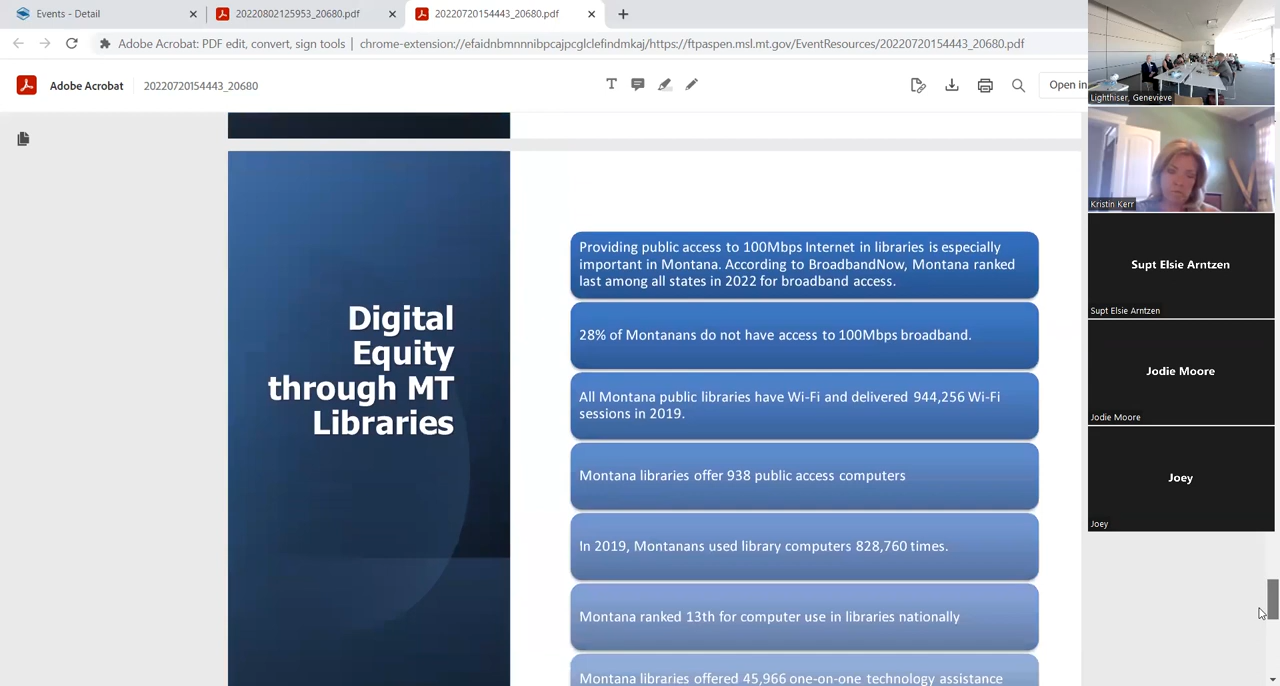 Events - Detail
20220802125953_20680.pdf
20220720154443_20680.pdf
Adobe Acrobat: PDF edit, convert, sign tools | chrome-extension://efaidnbmnnnibpcajpcglclefindmkaj/https://ftpaspen.msl.mt.gov/EventResources/20220720154443_20680.pdf
Adobe Acrobat
20220720154443_20680
T
Open in
Digital
Equity
through MT
Libraries
Providing public access to 100Mbps Internet in libraries is especially
important in Montana. According to BroadbandNow, Montana ranked
last among all states in 2022 for broadband access.
28% of Montanans do not have access to 100Mbps broadband.
All Montana public libraries have Wi-Fi and delivered 944,256 Wi-Fi
sessions in 2019.
Montana libraries offer 938 public access computers
In 2019, Montanans used library computers 828,760 times.
Montana ranked 13th for computer use in libraries nationally
Montana libraries offered 45,966 one-on-one technology assistance
Lighthiser, Genevieve
Kristin Kerr
Supt Elsie Arntzen
Supt Elsie Arntzen
Jodie Moore
Jodie Moore
Joey
Joey